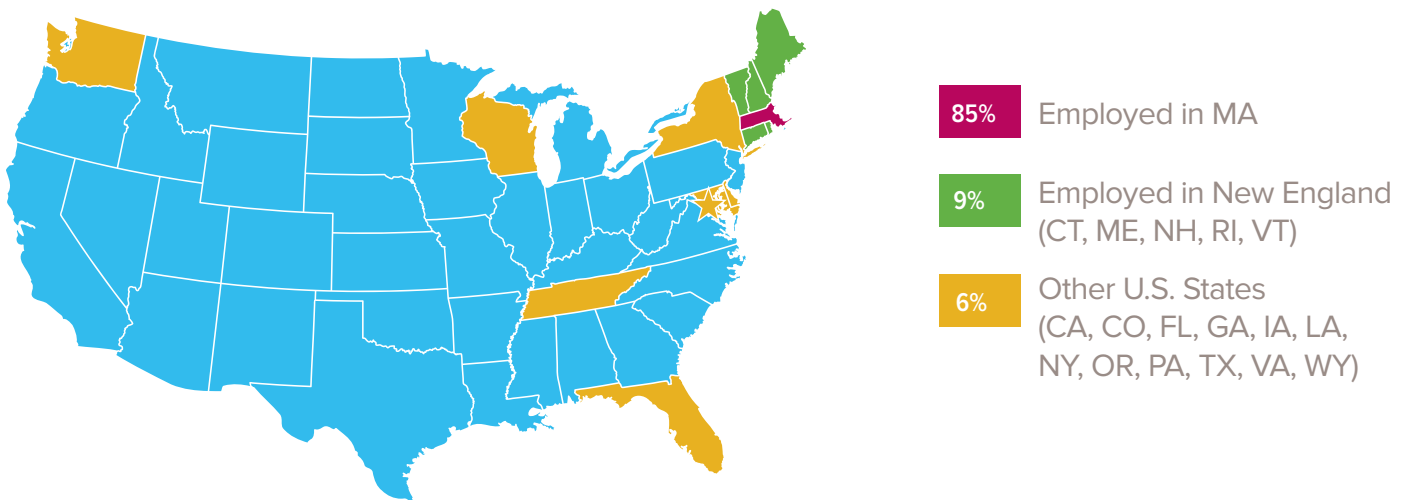 85% Employed in MA
9% Employed in New England
(CT, ME, NH, RI, VT)
6% Other U.S. States
(CA, CO, FL, GA, IA, LA,
NY, OR, PA, TX, VA, WY)